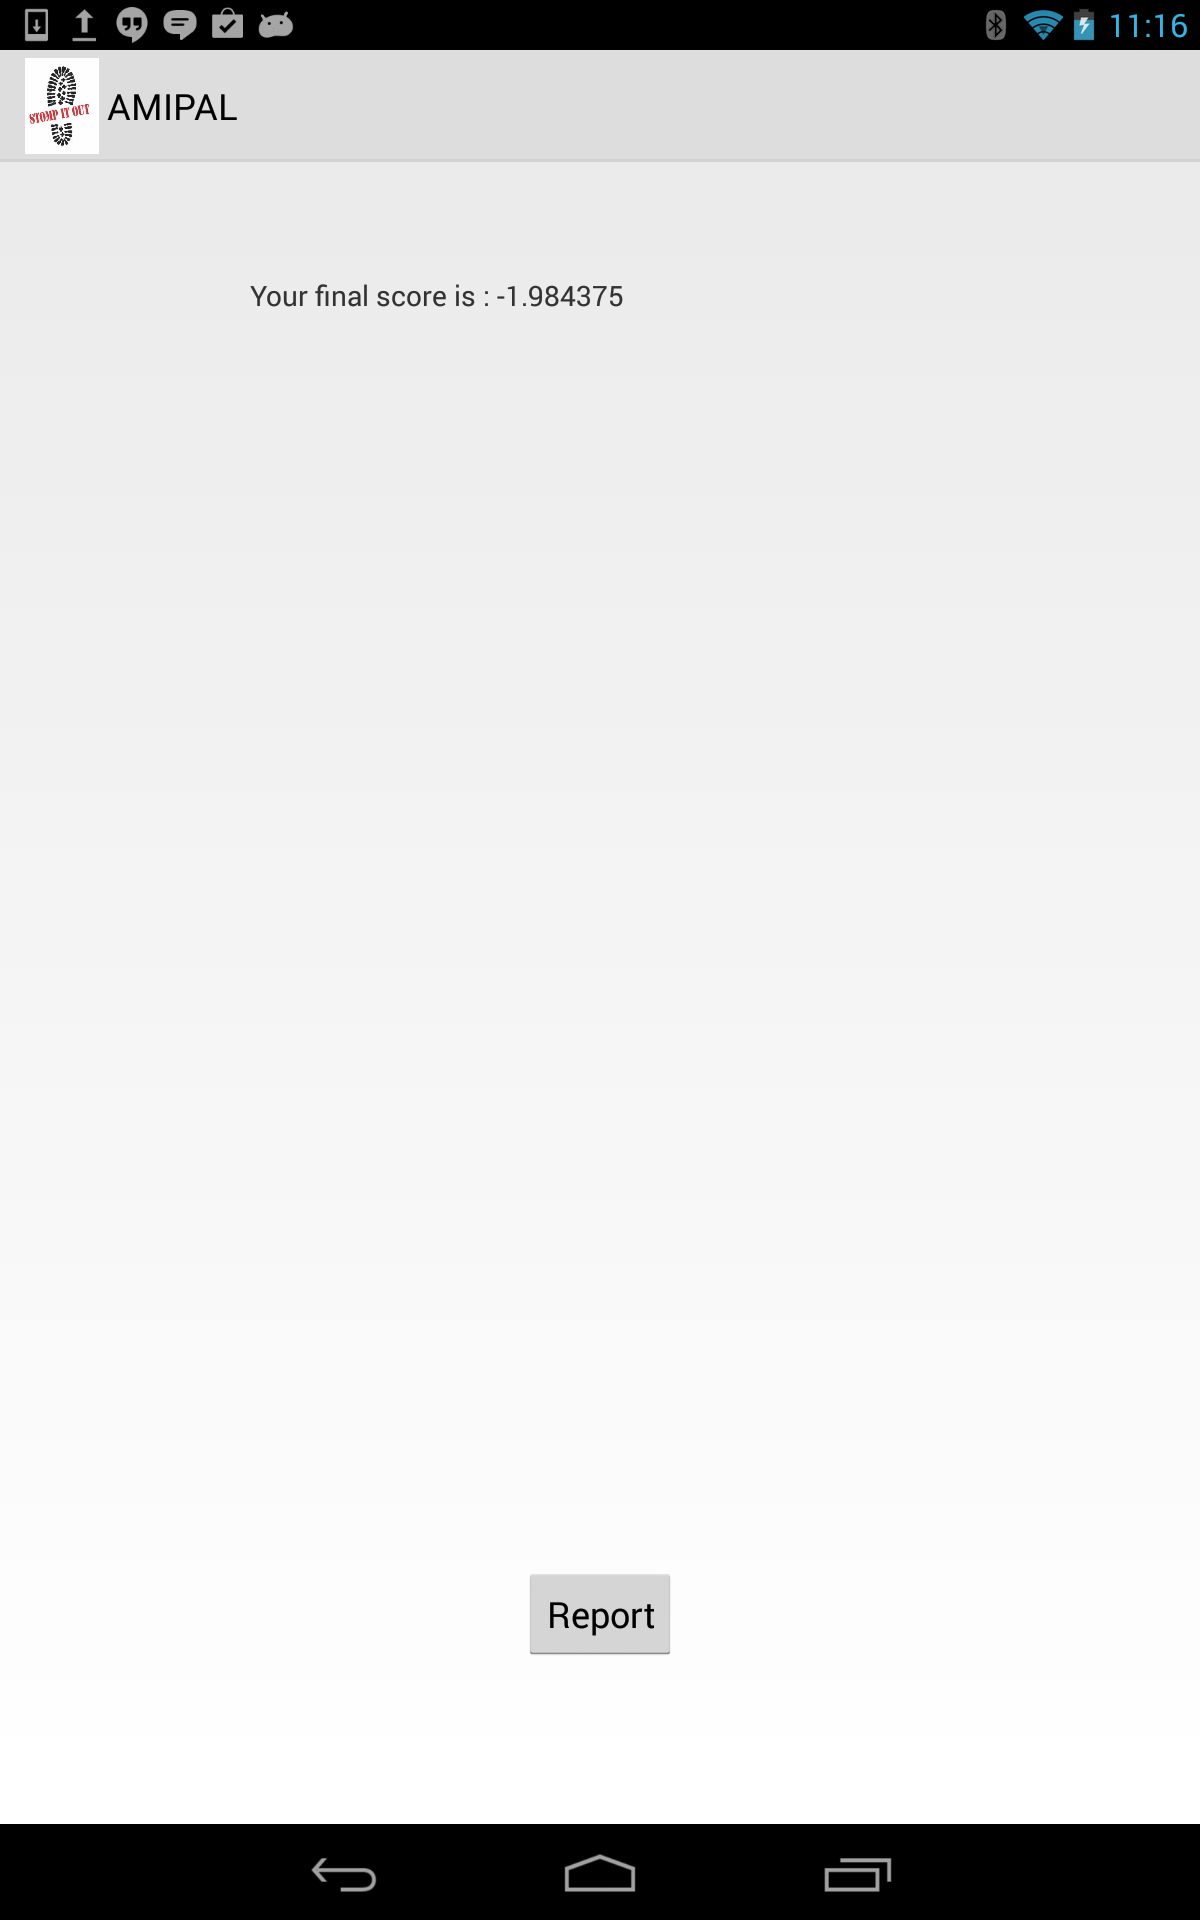 11:16
STOMP IT OUT
AMIPAL
Your final score is : -1.984375
Report